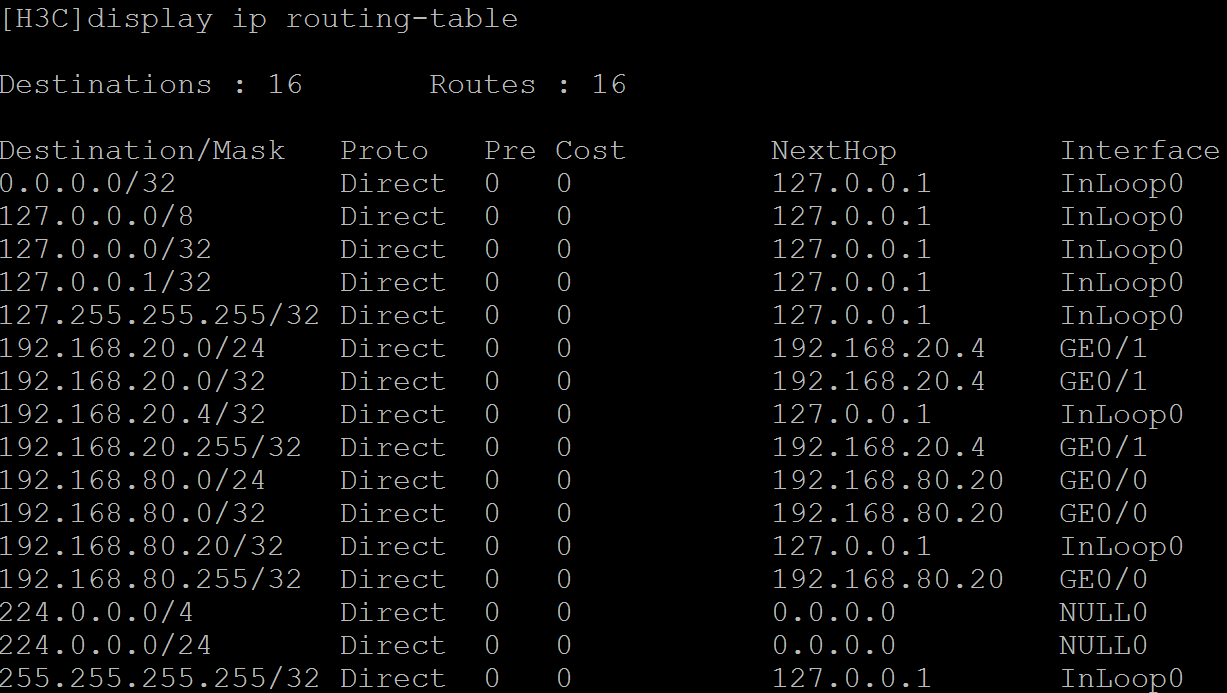 [H3C]display ip routing-table
Destinations : 16 Routes : 16
Destination/Mask Proto Pre Cost NextHop Interface
0.0.0.0/32 Direct 0 0 127.0.0.1 InLoop0
127.0.0.0/8 Direct 0 0 127.0.0.1 InLoop0
127.0.0.0/32 Direct 0 0 127.0.0.1 InLoop0
127.0.0.1/32 Direct 0 0 127.0.0.1 InLoop0
127.255.255.255/32 Direct 0 0 127.0.0.1 InLoop0
192.168.20.0/24 Direct 0 0 192.168.20.4 GE0/1
192.168.20.0/32 Direct 0 0 192.168.20.4 GE0/1
192.168.20.4/32 Direct 0 0 127.0.0.1 InLoop0
192.168.20.255/32 Direct 0 0 192.168.20.4 GE0/1
192.168.80.0/24 Direct 0 0 192.168.80.20 GE0/0
192.168.80.0/32 Direct 0 0 192.168.80.20 GE0/0
192.168.80.20/32 Direct 0 0 127.0.0.1 InLoop0
192.168.80.255/32 Direct 0 0 192.168.80.20 GE0/0
224.0.0.0/4 Direct 0 0 0.0.0.0 NULL0
224.0.0.0/24 Direct 0 0 0.0.0.0 NULL0
255.255.255.255/32 Direct 0 0 127.0.0.1 InLoop0